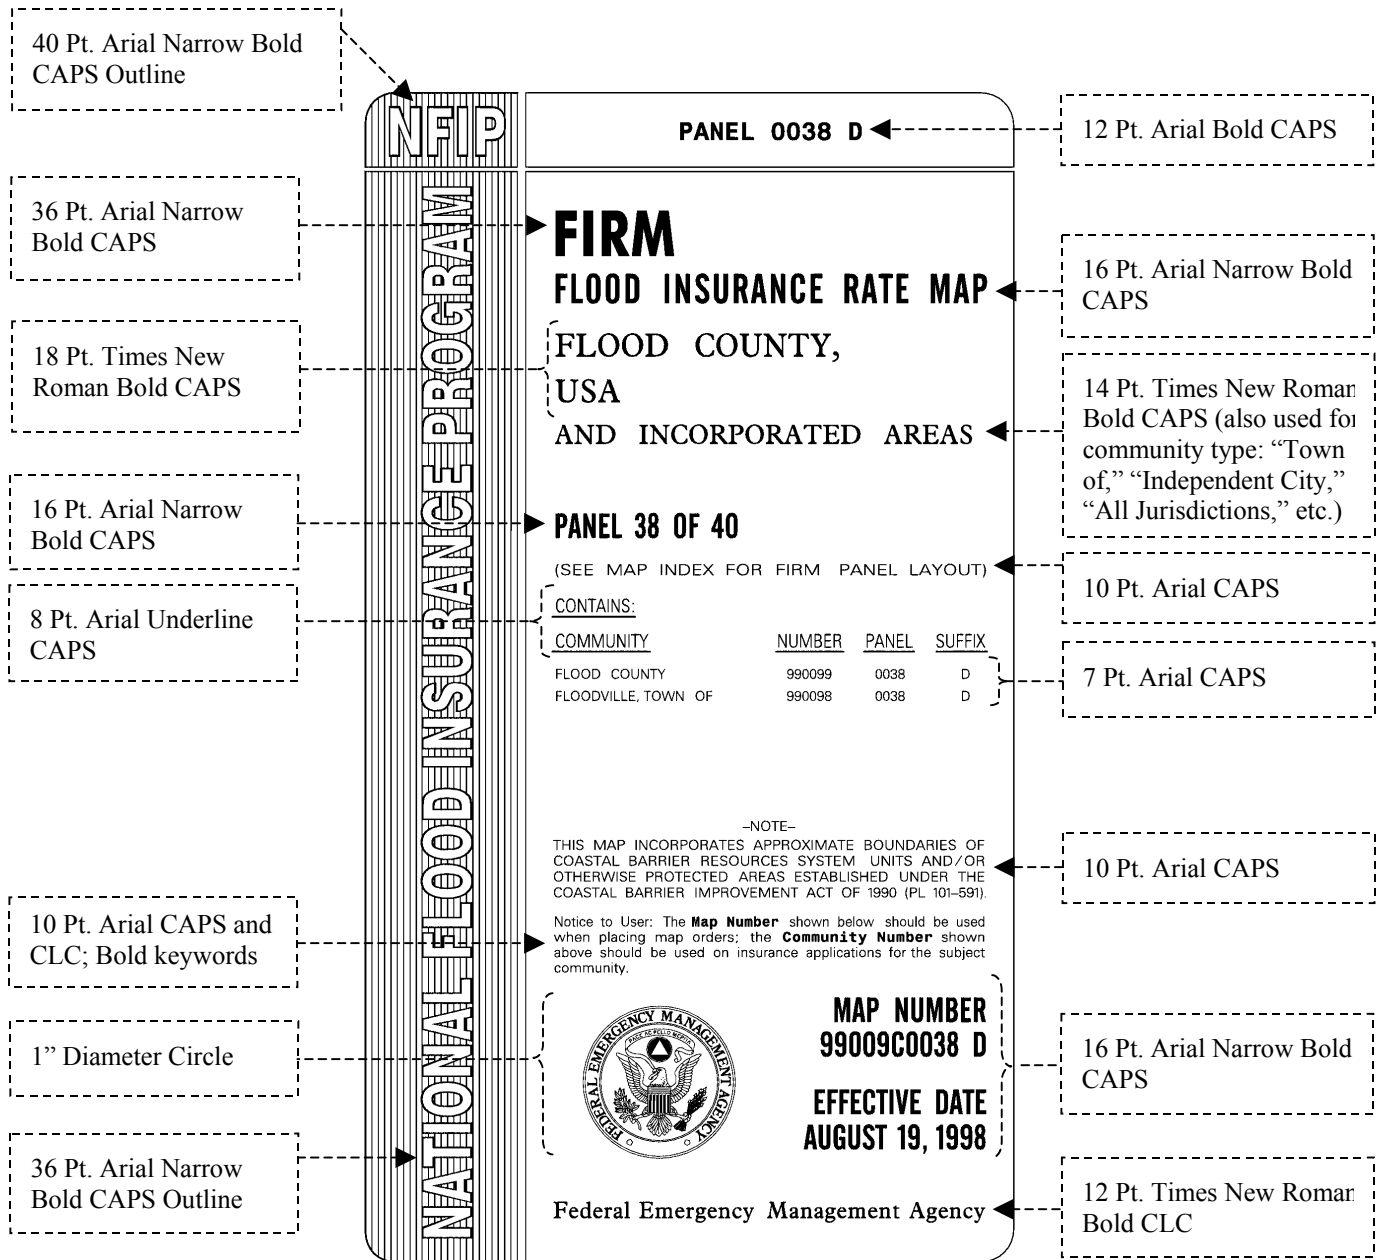 40 Pt. Arial Narrow Bold
CAPS Outline
36 Pt. Arial Narrow
Bold CAPS
18 Pt. Times New
Roman Bold CAPS
16 Pt. Arial Narrow
Bold CAPS
8 Pt. Arial Underline
CAPS
10 Pt. Arial CAPS and
CLC; Bold keywords
1” Diameter Circle
36 Pt. Arial Narrow
Bold CAPS Outline
NFIP
NATIONAL FLOOD INSURANCE PROGRAM
PANEL 0038 D
FIRM
FLOOD INSURANCE RATE MAP
FLOOD COUNTY,
USA
AND INCORPORATED AREAS
PANEL 38 OF 40
(SEE MAP INDEX FOR FIRM PANEL LAYOUT)
CONTAINS:
COMMUNITY NUMBER PANEL SUFFIX
FLOOD COUNTY 990099 0038 D
FLOODVILLE, TOWN OF 990098 0038 D
–NOTE–
THIS MAP INCORPORATES APPROXIMATE BOUNDARIES OF
COASTAL BARRIER RESOURCES SYSTEM UNITS AND/OR
OTHERWISE PROTECTED AREAS ESTABLISHED UNDER THE
COASTAL BARRIER IMPROVEMENT ACT OF 1990 (PL 101–591).
Notice to User: The Map Number shown below should be used
when placing map orders; the Community Number shown
above should be used on insurance applications for the subject
community.
FEDERAL EMERGENCY MANAGEMENT AGENCY
MAP NUMBER
99009C0038 D
EFFECTIVE DATE
AUGUST 19, 1998
Federal Emergency Management Agency
12 Pt. Arial Bold CAPS
16 Pt. Arial Narrow Bold
CAPS
14 Pt. Times New Roman
Bold CAPS (also used for
community type: “Town
of,” “Independent City,”
“All Jurisdictions,” etc.)
10 Pt. Arial CAPS
7 Pt. Arial CAPS
10 Pt. Arial CAPS
16 Pt. Arial Narrow Bold
CAPS
12 Pt. Times New Roman
Bold CLC